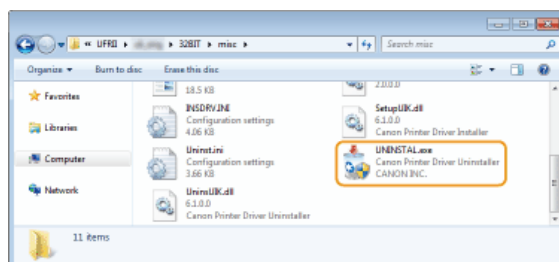 « UFRII ▸ ▸ 32BIT ▸ misc ▸
Search misc
Organize ▾ Burn to disc Erase this disc
Favorites
Libraries
Computer
Network
18.5 KB
2.0.0.0
INSDRV.INI
Configuration settings
4.06 KB
SetupUIK.dll
6.1.0.0
Canon Printer Driver Installer
Uninst.ini
Configuration settings
3.66 KB
UNINSTAL.exe
Canon Printer Driver Uninstaller
CANON INC.
UninsUIK.dll
6.1.0.0
Canon Printer Driver Uninstaller
11 items